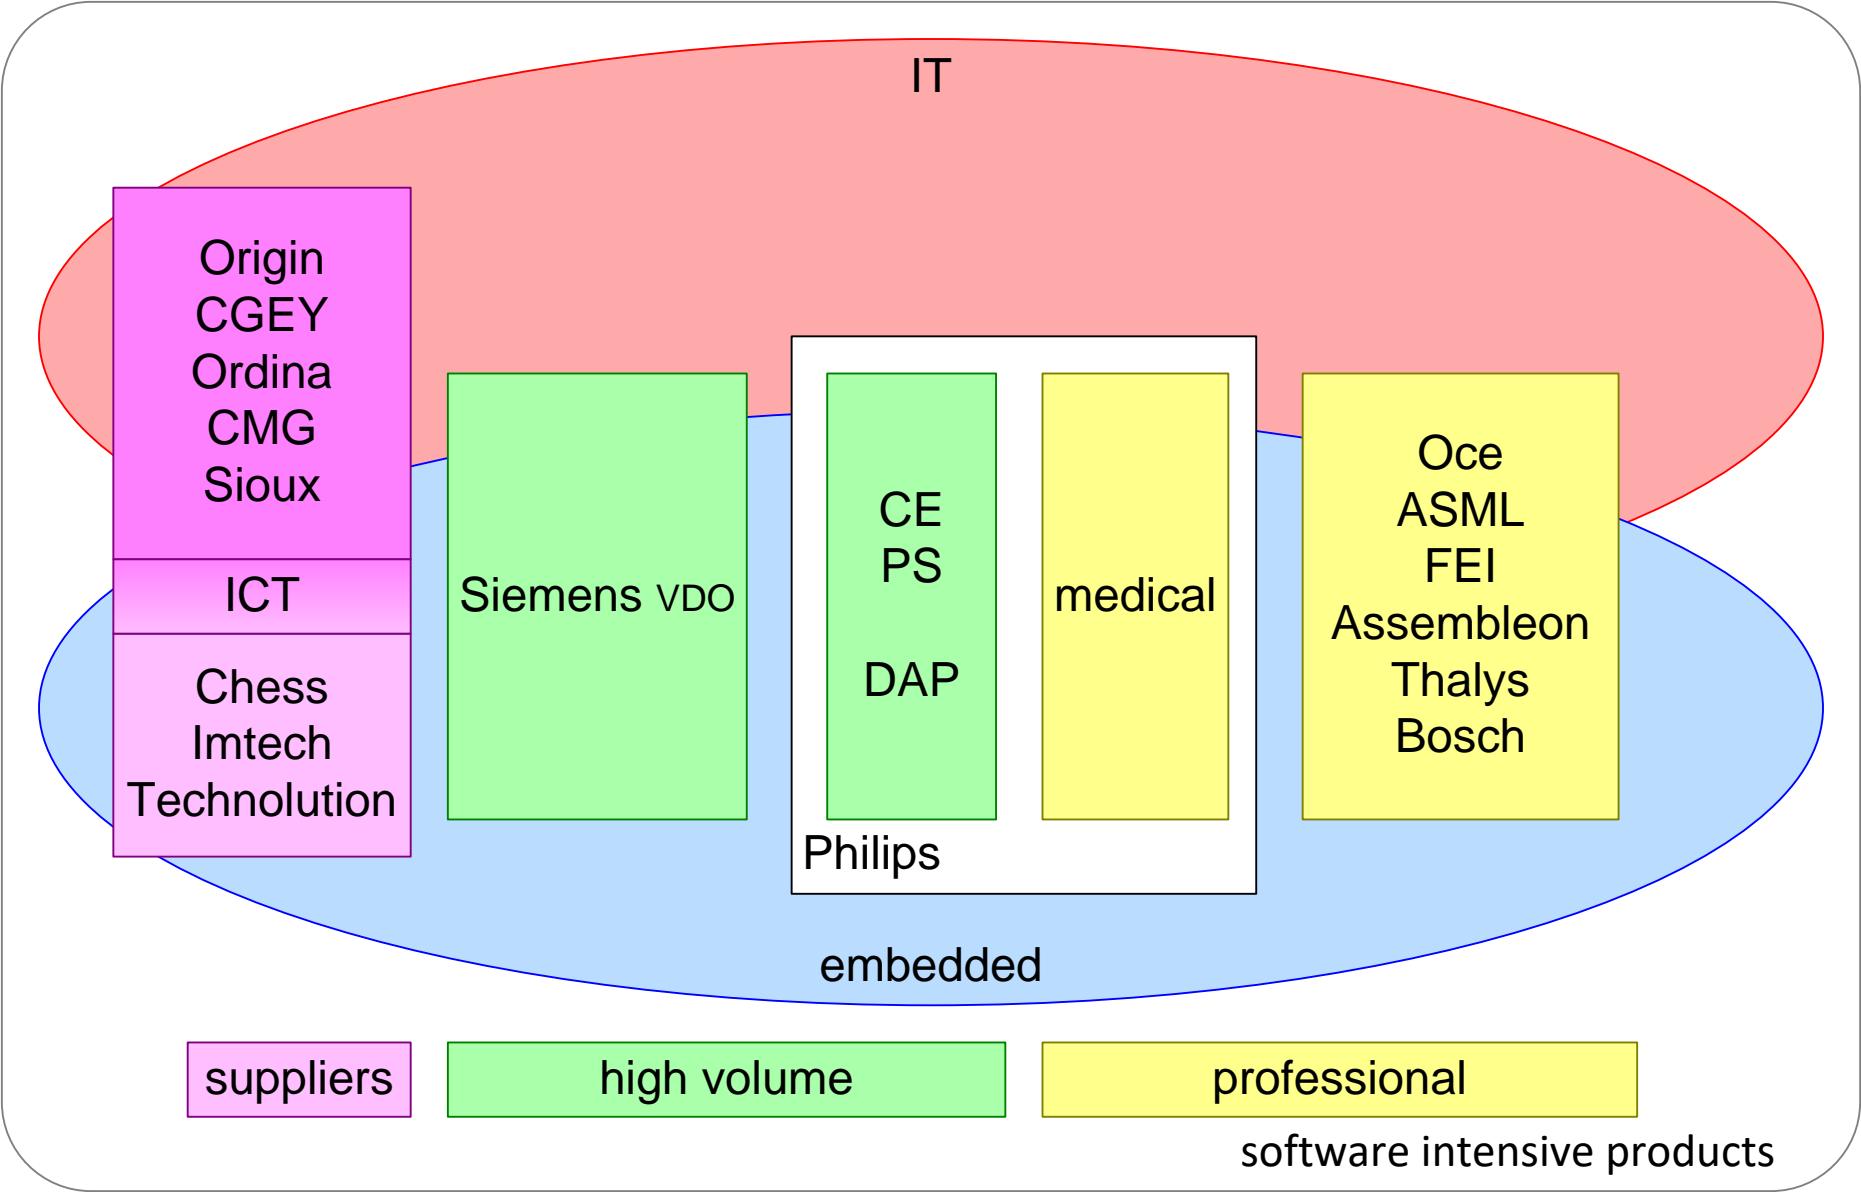 IT
Origin
CGEY
Ordina
CMG
Sioux
ICT
Chess
Imtech
Technolution
Siemens VDO
CE
PS
DAP
medical
Philips
Oce
ASML
FEI
Assembleon
Thalys
Bosch
embedded
suppliers
high volume
professional
software intensive products